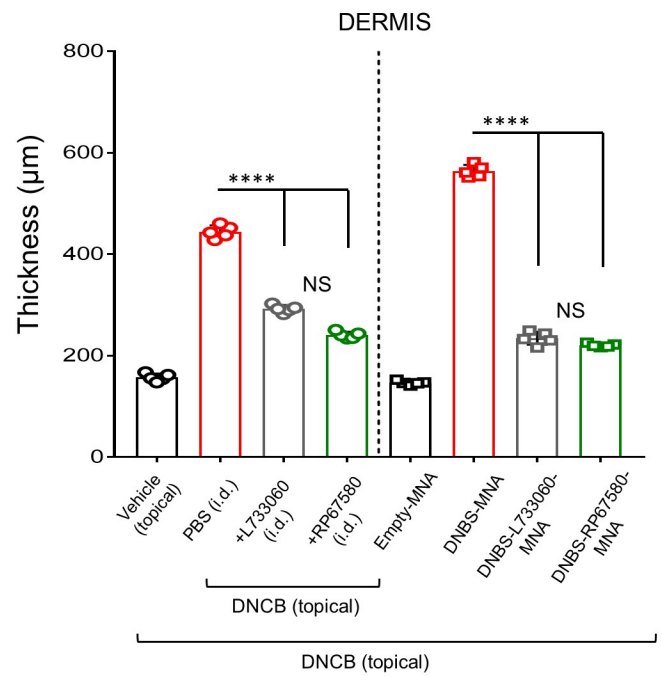 DERMIS
Thickness (µm)
800
600
400
200
0
****
NS
****
NS
Vehicle
(topical)
PBS (i.d.)
+L733060
(i.d.)
+RP67580
(i.d.)
Empty-MNA
DNBS-MNA
DNBS-L733060-
MNA
DNBS-RP67580-
MNA
DNCB (topical)
DNCB (topical)